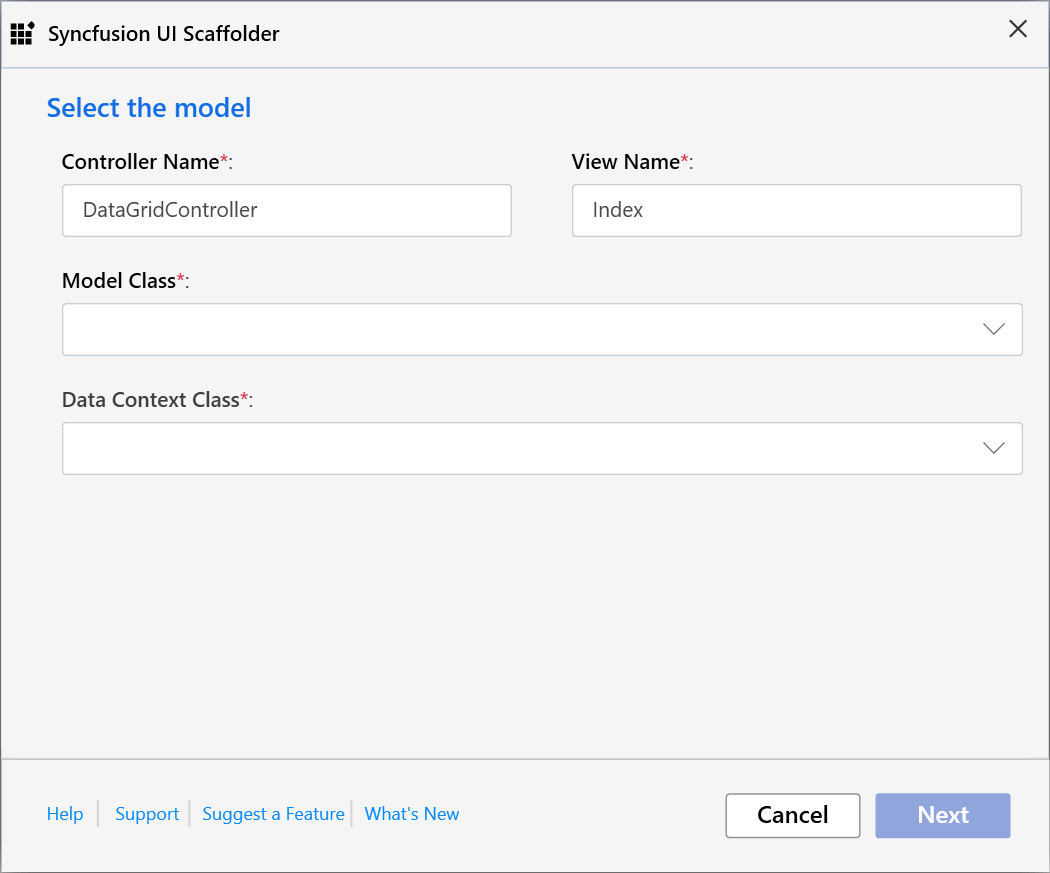 Syncfusion UI Scaffolder
Select the model
Controller Name*:
View Name*:
DataGridController
Index
Model Class*:
Data Context Class*:
Help
Support
Suggest a Feature
What's New
Cancel
Next